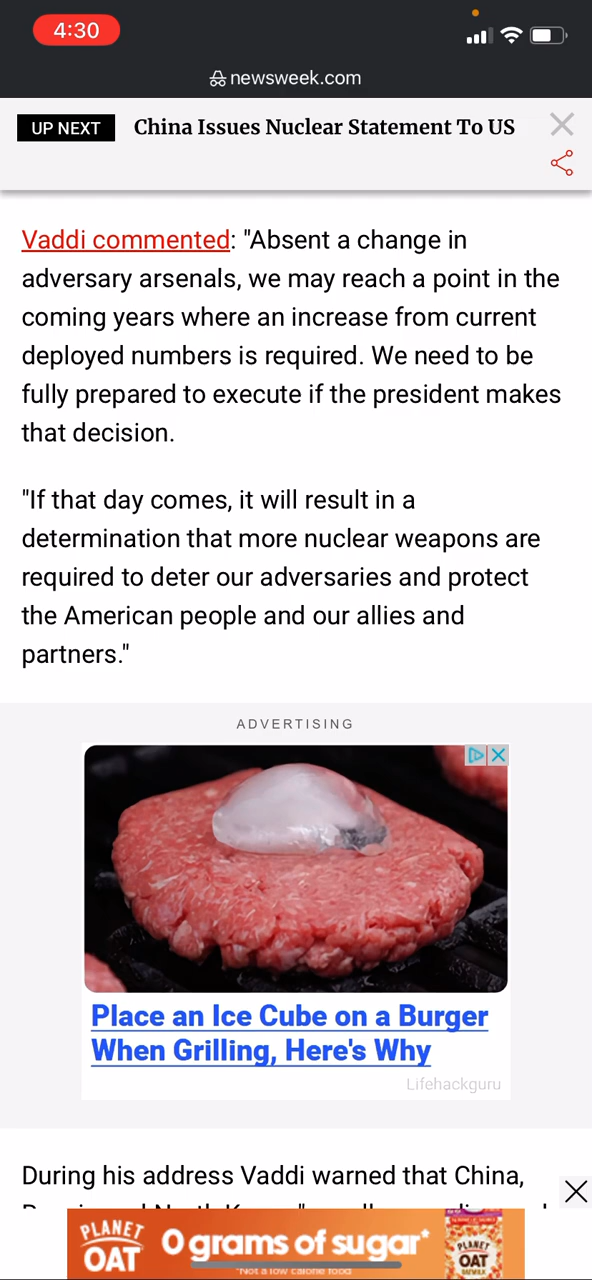 4:30
newsweek.com
UP NEXT China Issues Nuclear Statement To US
Vaddi commented: "Absent a change in
adversary arsenals, we may reach a point in the
coming years where an increase from current
deployed numbers is required. We need to be
fully prepared to execute if the president makes
that decision.
"If that day comes, it will result in a
determination that more nuclear weapons are
required to deter our adversaries and protect
the American people and our allies and
partners."
ADVERTISING
Place an Ice Cube on a Burger
When Grilling, Here's Why
Lifehackguru
During his address Vaddi warned that China,
PLANET
OAT
0 grams of sugar*
*Not a low calorie food
PLANET
OAT
OATMILK